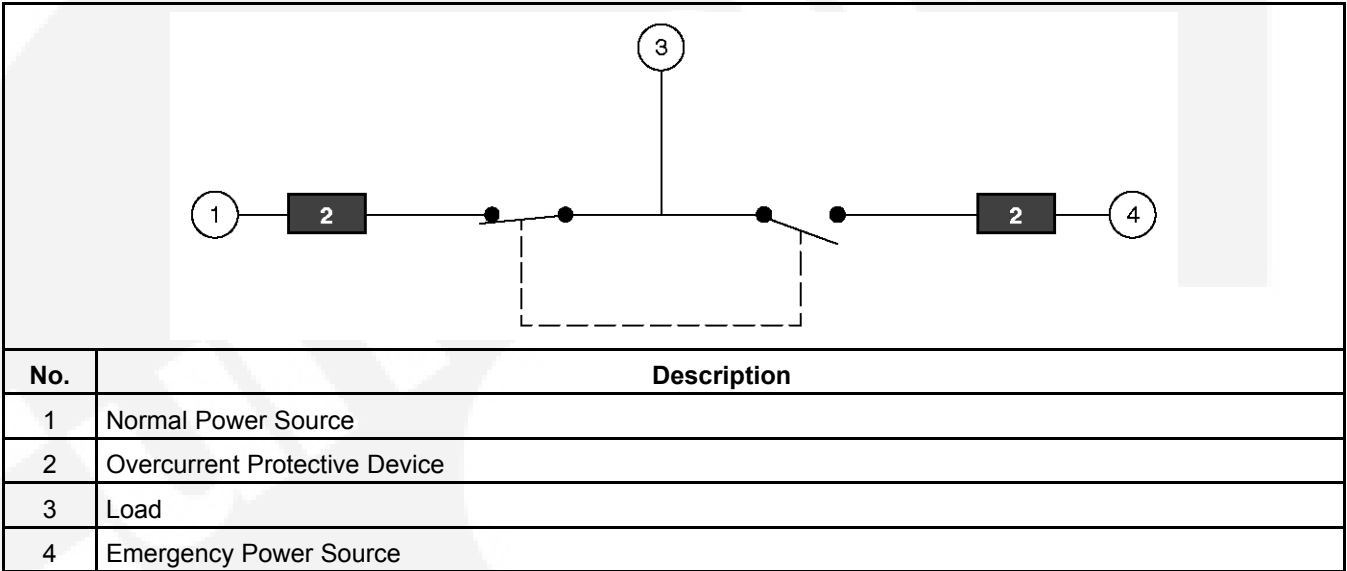 3
1
2
2
4
No. Description
1 Normal Power Source
2 Overcurrent Protective Device
3 Load
4 Emergency Power Source